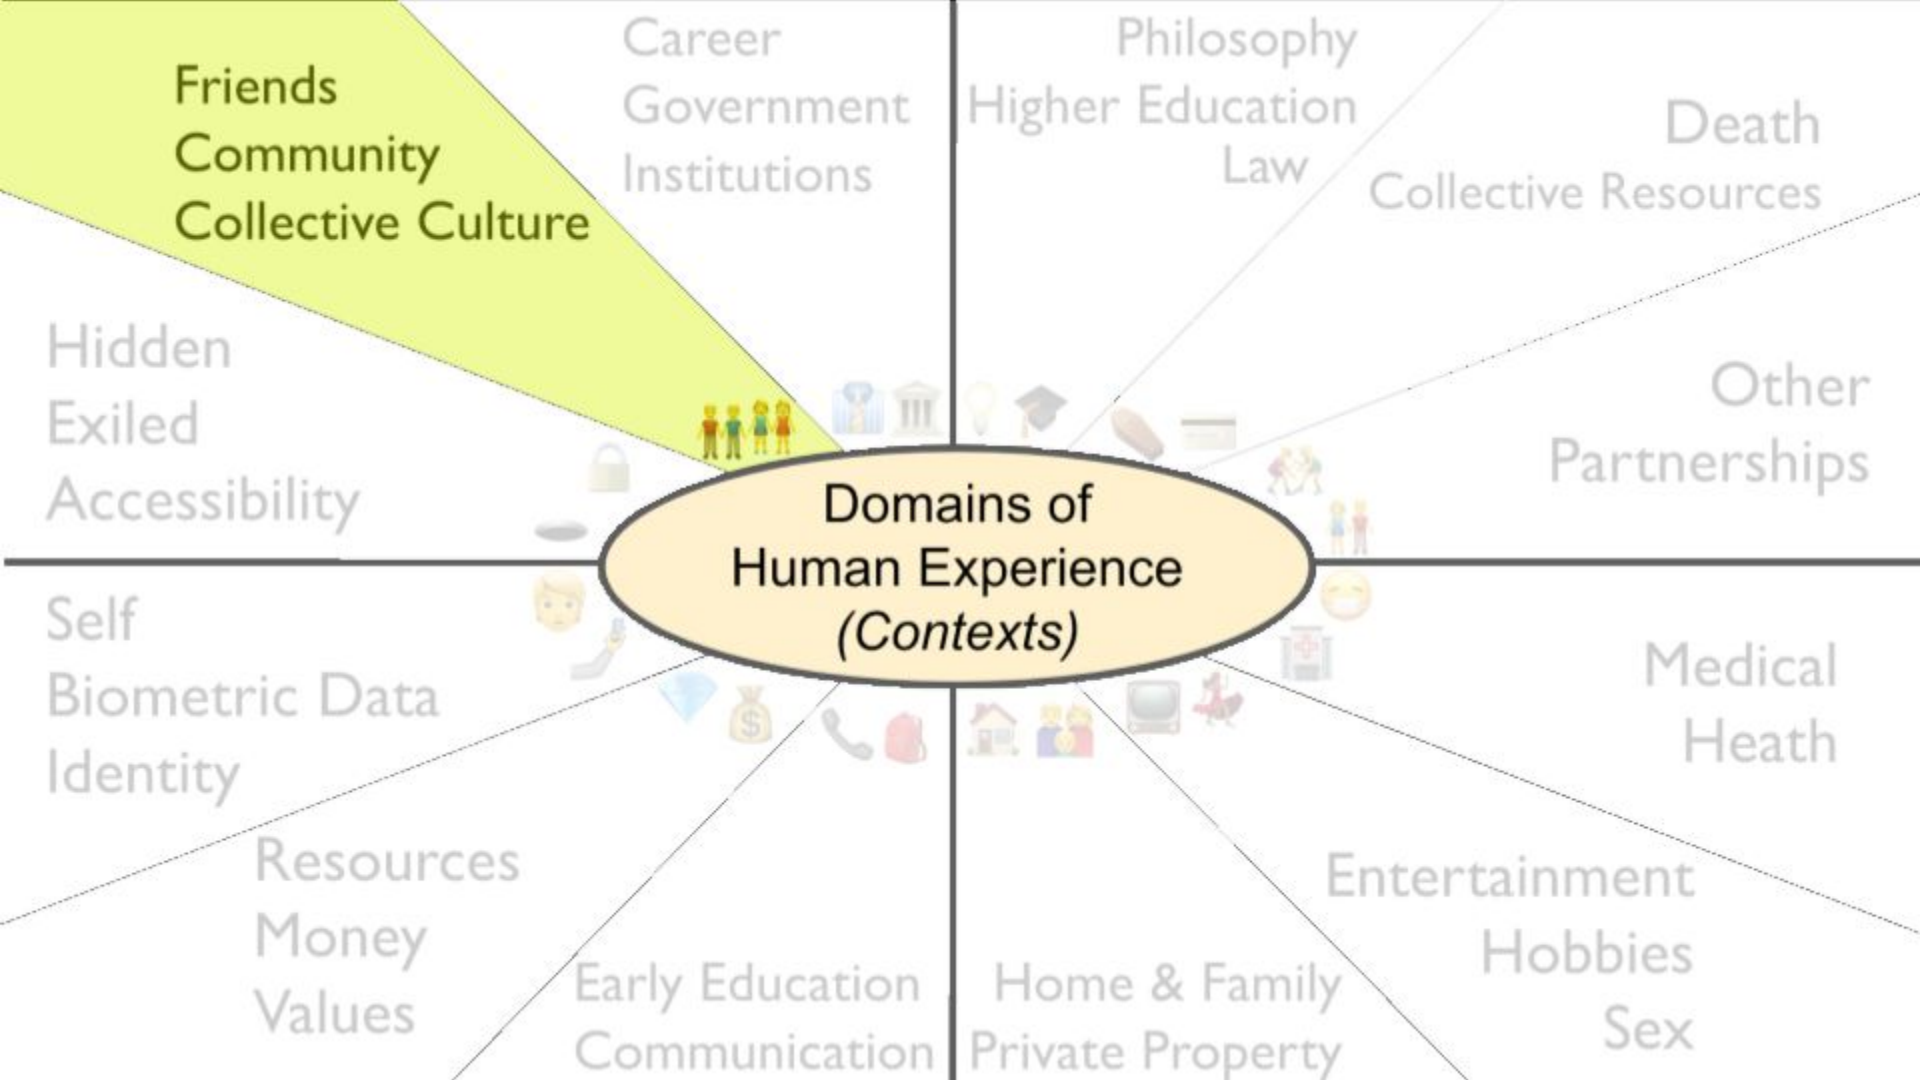 Friends
Community
Collective Culture
Career
Government
Institutions
Philosophy
Higher Education
Law
Death
Collective Resources
Hidden
Exiled
Accessibility
Other
Partnerships
Domains of
Human Experience
(Contexts)
Self
Biometric Data
Identity
Medical
Heath
Resources
Money
Values
Early Education
Communication
Home & Family
Private Property
Entertainment
Hobbies
Sex